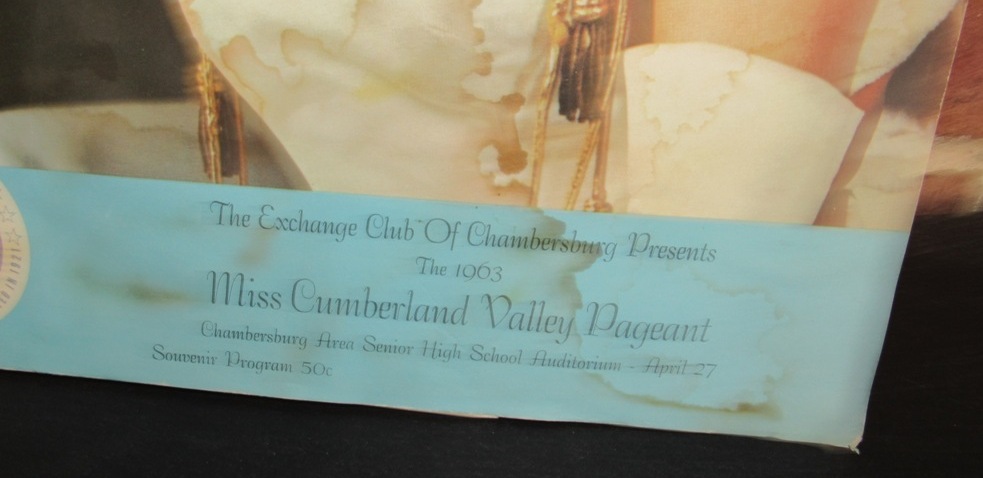 The Exchange Club Of Chambersburg Presents
The 1963
Miss Cumberland Valley Pageant
Chambersburg Area Senior High School Auditorium - April 27
Souvenir Program 50c